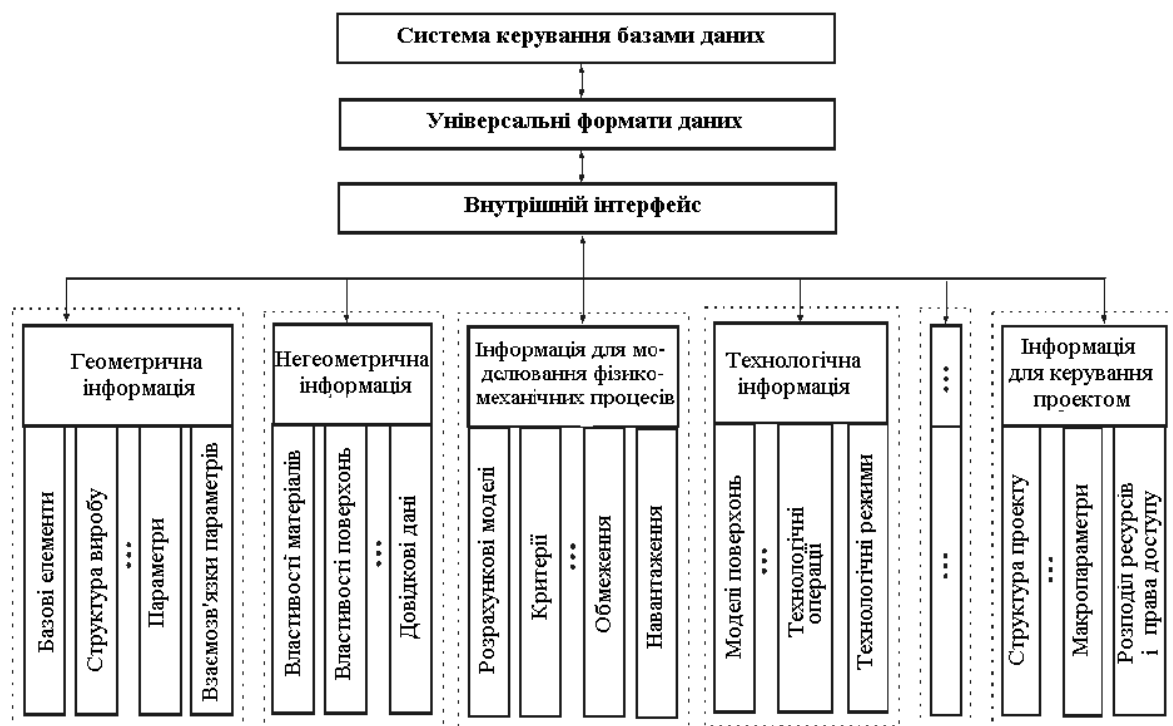 Система керування базами даних
Універсальні формати даних
Внутрішній інтерфейс
Геометрична
інформація
Базові елементи
Структура виробу
...
Параметри
Взаємозв'язки параметрів
Негеометрична
інформація
Властивості матеріалів
Властивості поверхонь
...
Довідкові дані
Інформація для мо-
делювання фізико-
механічних процесів
Розрахункові моделі
Критерії
...
Обмеження
Навантаження
Технологічна
інформація
Моделі поверхонь
...
Технологічні
операції
Технологічні режими
...
...
Інформація
для керування
проектом
Структура проекту
...
Макропараметри
Розподіл ресурсів
і права доступу